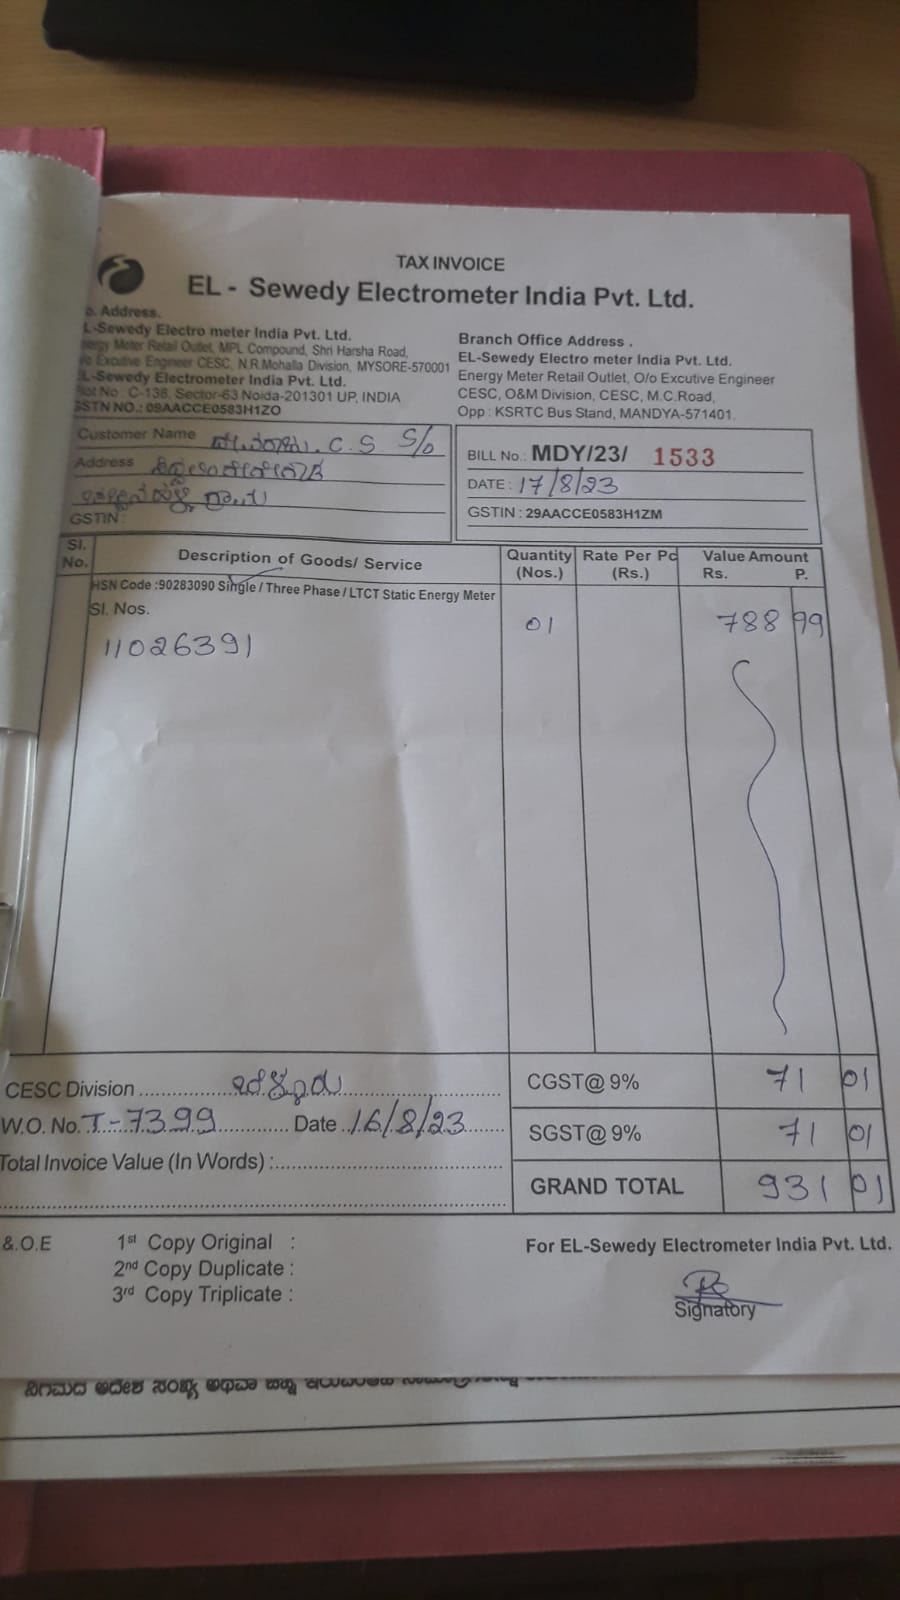 TAX INVOICE
EL - Sewedy Electrometer India Pvt. Ltd.
o. Address.
L-Sewedy Electro meter India Pvt. Ltd.
nergy Meter Retail Outlet, MPL Compound, Shri Harsha Road,
/o Excutive Engineer CESC, N.R.Mohalla Division, MYSORE-570001
EL-Sewedy Electrometer India Pvt. Ltd.
Plot No : C-136, Sector-63 Noida-201301 UP, INDIA
GSTN NO.: 09AACCE0583H1ZO
Branch Office Address .
EL-Sewedy Electro meter India Pvt. Ltd.
Energy Meter Retail Outlet, O/o Excutive Engineer
CESC, O&M Division, CESC, M.C.Road,
Opp : KSRTC Bus Stand, MANDYA-571401.
Customer Name C.S. S/o
Address
GSTIN :
BILL No.: MDY/23/ 1533
DATE : 17/8/23
GSTIN : 29AACCE0583H1ZM
Sl. No. Description of Goods/ Service Quantity (Nos.) Rate Per Pc (Rs.) Value Amount Rs. P.
HSN Code :90283090 Single / Three Phase / LTCT Static Energy Meter
Sl. Nos.
11026391 01 788 99
CESC Division
CGST@ 9% 71 01
W.O. No. T-7399 Date 16/8/23
SGST@ 9% 71 01
Total Invoice Value (In Words) :
GRAND TOTAL 931 01
&.O.E
1st Copy Original :
2nd Copy Duplicate :
3rd Copy Triplicate :
For EL-Sewedy Electrometer India Pvt. Ltd.
Signatory